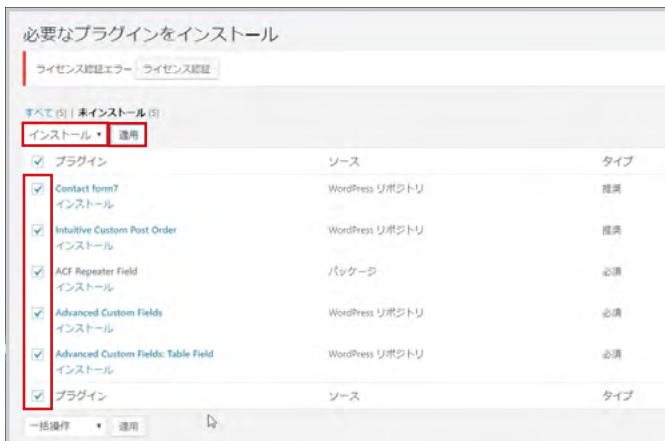 必要なプラグインをインストール
ライセンス認証エラー ライセンス認証
すべて (5) | 未インストール (5)
インストール 適用
プラグイン ソース タイプ
Contact form7 WordPress リポジトリ 推奨
インストール
Intuitive Custom Post Order WordPress リポジトリ 推奨
インストール
ACF Repeater Field パッケージ 必須
インストール
Advanced Custom Fields WordPress リポジトリ 必須
インストール
Advanced Custom Fields: Table Field WordPress リポジトリ 必須
インストール
プラグイン ソース タイプ
一括操作 適用